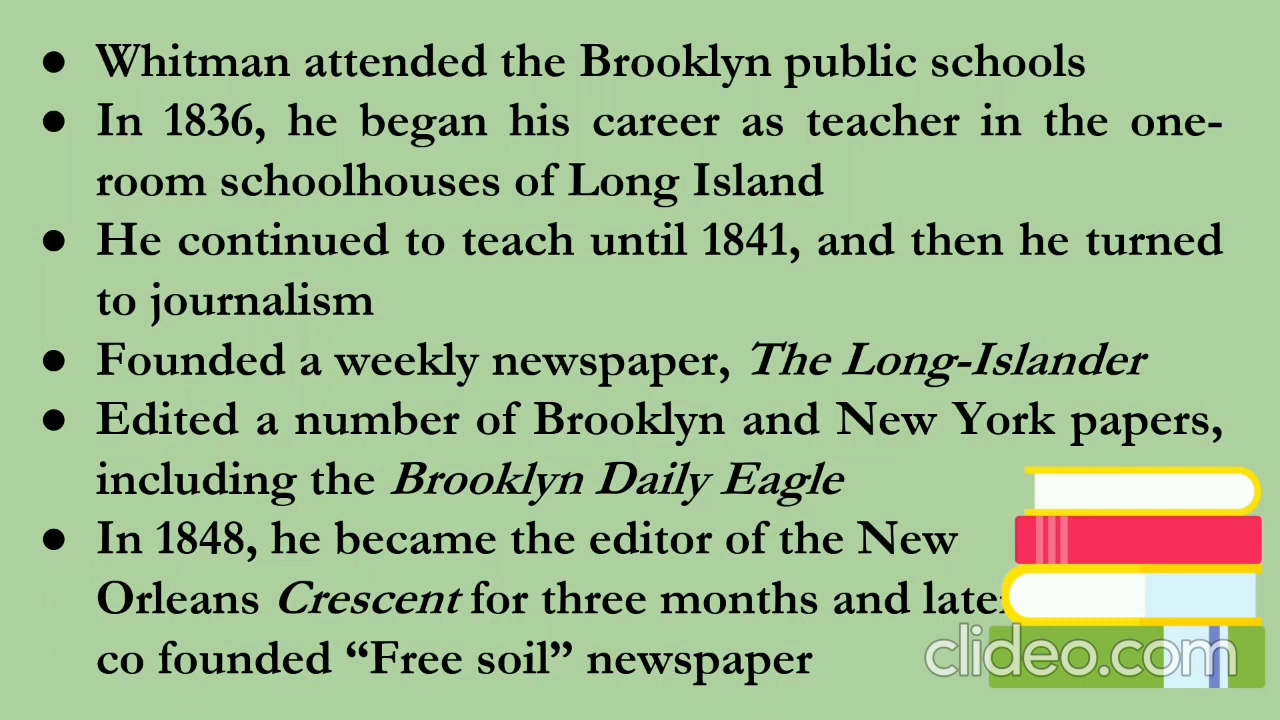 ● Whitman attended the Brooklyn public schools
● In 1836, he began his career as teacher in the one-
room schoolhouses of Long Island
● He continued to teach until 1841, and then he turned
to journalism
● Founded a weekly newspaper, The Long-Islander
● Edited a number of Brooklyn and New York papers,
including the Brooklyn Daily Eagle
● In 1848, he became the editor of the New
Orleans Crescent for three months and later
co founded “Free soil” newspaper
clideo.com